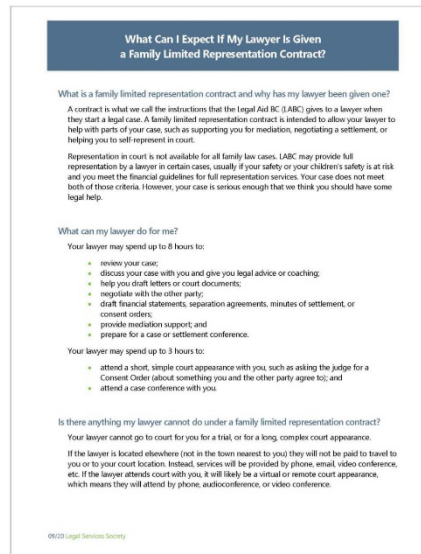 What Can I Expect If My Lawyer Is Given
a Family Limited Representation Contract?
What is a family limited representation contract and why has my lawyer been given one?
A contract is what we call the instructions that the Legal Aid BC (LABC) gives to a lawyer when
they start a legal case. A family limited representation contract is intended to allow your lawyer to
help with parts of your case, such as supporting you for mediation, negotiating a settlement, or
helping you to self-represent in court.
Representation in court is not available for all family law cases. LABC may provide full
representation by a lawyer in certain cases, usually if your safety or your children's safety is at risk
and you meet the financial guidelines for full representation services. Your case does not meet
both of those criteria. However, your case is serious enough that we think you should have some
legal help.
What can my lawyer do for me?
Your lawyer may spend up to 8 hours to:
• review your case;
• discuss your case with you and give you legal advice or coaching;
• help you draft letters or court documents;
• negotiate with the other party;
• draft financial statements, separation agreements, minutes of settlement, or
consent orders;
• provide mediation support; and
• prepare for a case or settlement conference.
Your lawyer may spend up to 3 hours to:
• attend a short, simple court appearance with you, such as asking the judge for a
Consent Order (about something you and the other party agree to); and
• attend a case conference with you.
Is there anything my lawyer cannot do under a family limited representation contract?
Your lawyer cannot go to court for you for a trial, or for a long, complex court appearance.
If the lawyer is located elsewhere (not in the town nearest to you) they will not be paid to travel to
you or to your court location. Instead, services will be provided by phone, email, video conference,
etc. If the lawyer attends court with you, it will likely be a virtual or remote court appearance,
which means they will attend by phone, audioconference, or video conference.
09/20 Legal Services Society